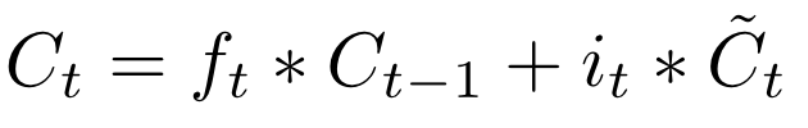 C_t = f_t * C_{t-1} + i_t * \tilde{C}_t